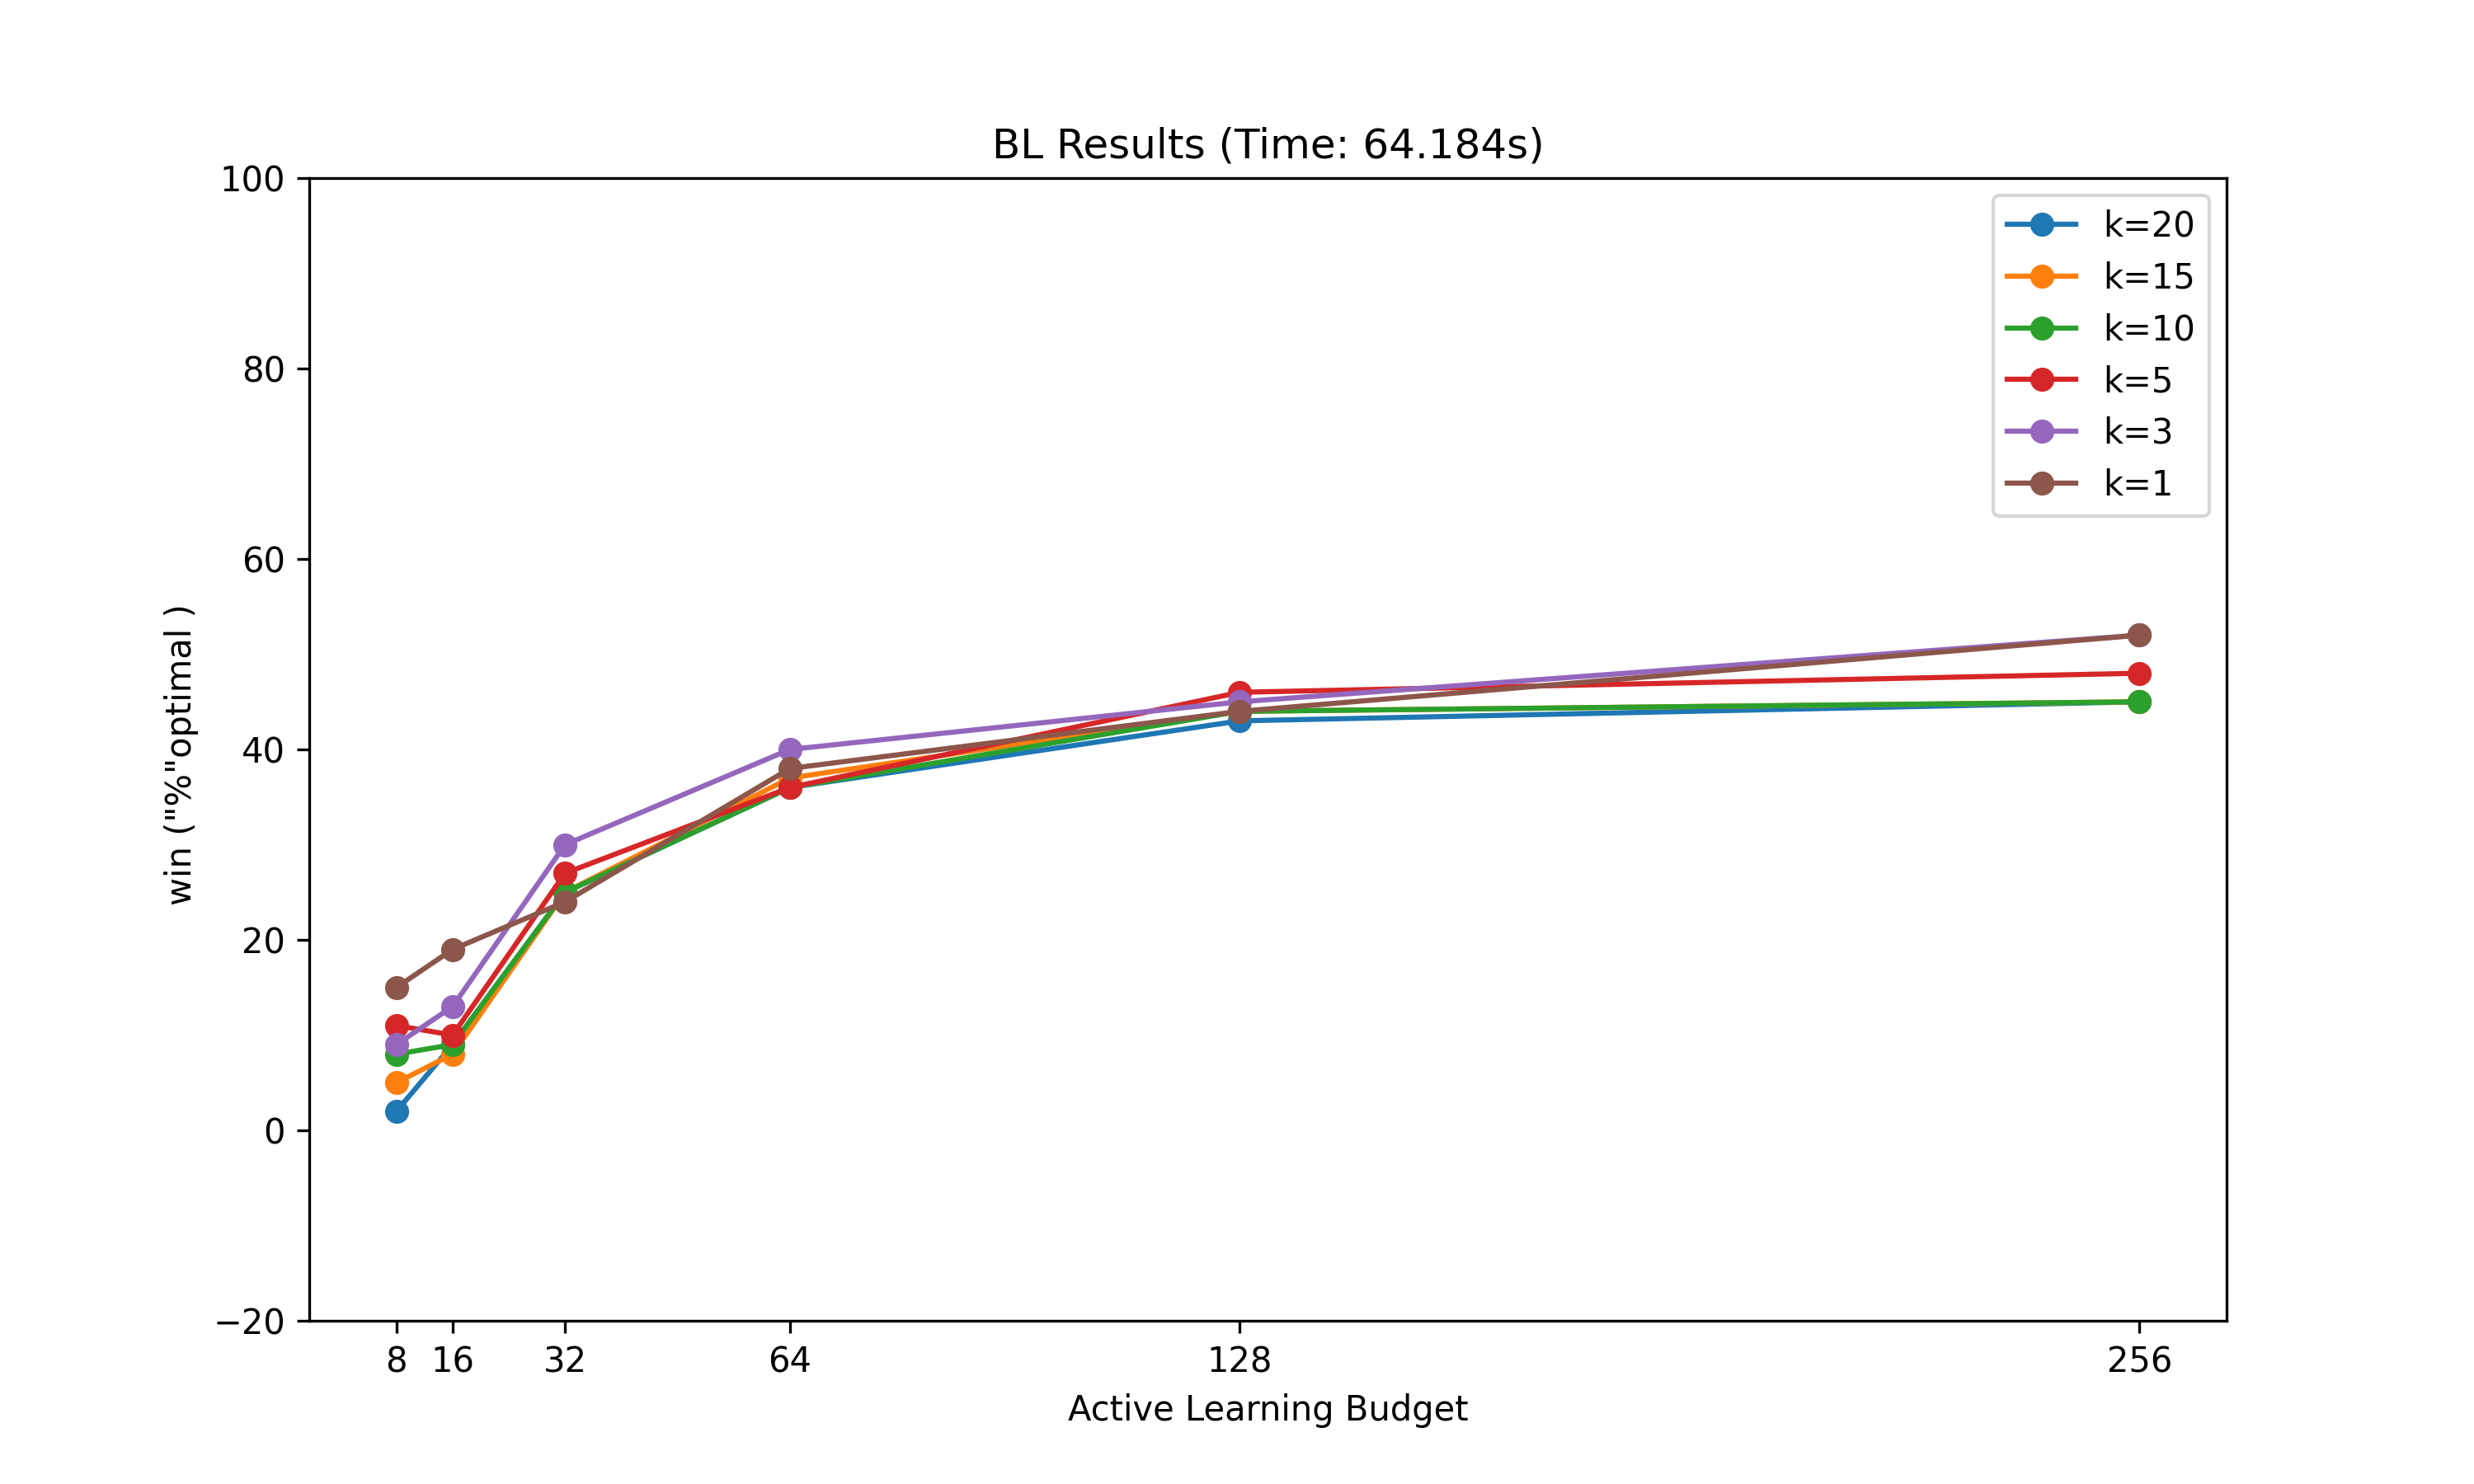 BL Results (Time: 64.184s)
100
80
60
40
20
0
−20
win ("%"optimal )
k=20
k=15
k=10
k=5
k=3
k=1
8 16 32 64 128 256
Active Learning Budget